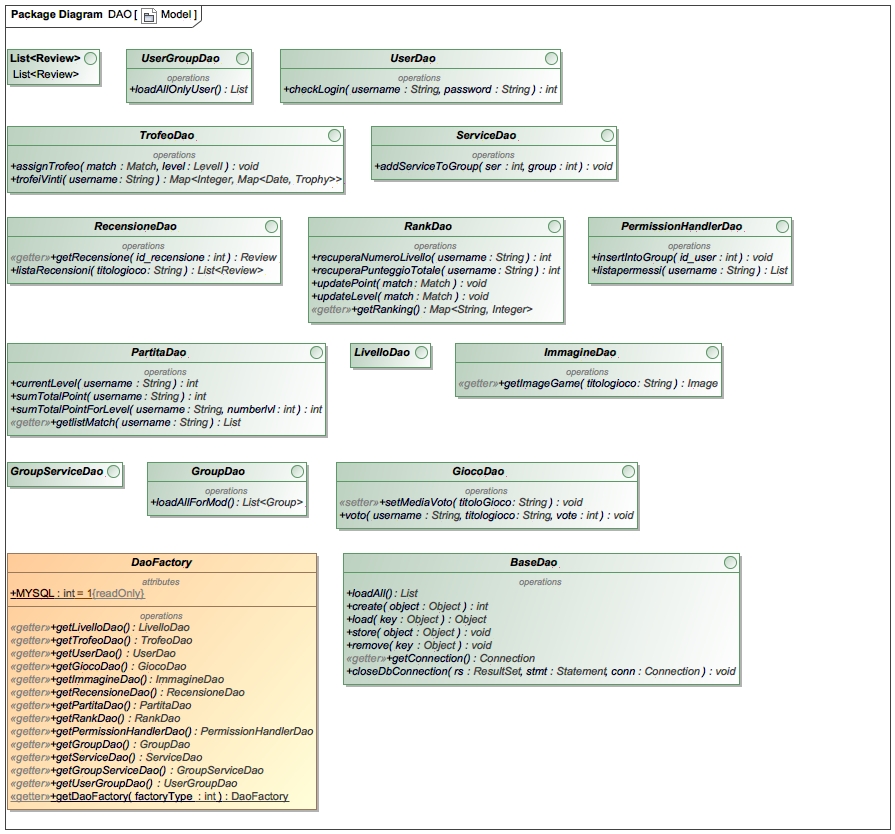 Package Diagram DAO [ Model ]
List<Review>
List<Review>
UserGroupDao
operations
+loadAllOnlyUser() : List
UserDao
operations
+checkLogin( username : String, password : String ) : int
TrofeoDao
operations
+assignTrofeo( match : Match, level : Levell ) : void
+trofeiVinti( username : String ) : Map<Integer, Map<Date, Trophy>>
ServiceDao
operations
+addServiceToGroup( ser : int, group : int ) : void
RecensioneDao
operations
«getter»+getRecensione( id_recensione : int ) : Review
+listaRecensioni( titologioco : String ) : List<Review>
RankDao
operations
+recuperaNumeroLivello( username : String ) : int
+recuperaPunteggioTotale( username : String ) : int
+updatePoint( match : Match ) : void
+updateLevel( match : Match ) : void
«getter»+getRanking() : Map<String, Integer>
PermissionHandlerDao
operations
+insertIntoGroup( id_user : int ) : void
+listapermessi( username : String ) : List
PartitaDao
operations
+currentLevel( username : String ) : int
+sumTotalPoint( username : String ) : int
+sumTotalPointForLevel( username : String, numberlvl : int ) : int
«getter»+getlistMatch( username : String ) : List
LivelloDao
ImmagineDao
operations
«getter»+getImageGame( titologioco : String ) : Image
GroupServiceDao
GroupDao
operations
+loadAllForMod() : List<Group>
GiocoDao
operations
«setter»+setMediaVoto( titoloGioco : String ) : void
+voto( username : String, titologioco : String, vote : int ) : void
DaoFactory
attributes
+MYSQL : int = 1{readOnly}
operations
«getter»+getLivelloDao() : LivelloDao
«getter»+getTrofeoDao() : TrofeoDao
«getter»+getUserDao() : UserDao
«getter»+getGiocoDao() : GiocoDao
«getter»+getImmagineDao() : ImmagineDao
«getter»+getRecensioneDao() : RecensioneDao
«getter»+getPartitaDao() : PartitaDao
«getter»+getRankDao() : RankDao
«getter»+getPermissionHandlerDao() : PermissionHandlerDao
«getter»+getGroupDao() : GroupDao
«getter»+getServiceDao() : ServiceDao
«getter»+getGroupServiceDao() : GroupServiceDao
«getter»+getUserGroupDao() : UserGroupDao
«getter»+getDaoFactory( factoryType : int ) : DaoFactory
BaseDao
operations
+loadAll() : List
+create( object : Object ) : int
+load( key : Object ) : Object
+store( object : Object ) : void
+remove( key : Object ) : void
«getter»+getConnection() : Connection
+closeDbConnection( rs : ResultSet, stmt : Statement, conn : Connection ) : void